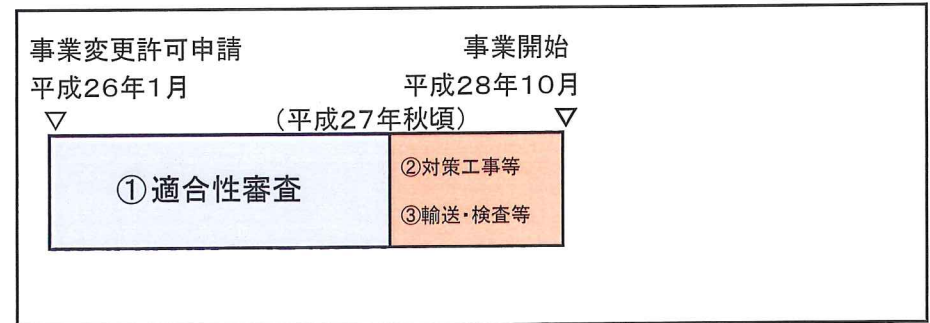 事業変更許可申請
平成26年1月
▽
事業開始
平成28年10月
▽
(平成27年秋頃)
①適合性審査
②対策工事等
③輸送・検査等